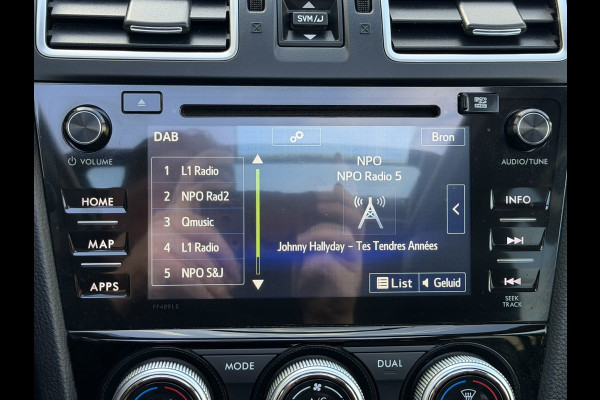 SVM/
DAB
Bron
NPO
NPO Radio 5
1 L1 Radio
2 NPO Rad2
3 Qmusic
4 L1 Radio
5 NPO S&J
Johnny Hallyday – Tes Tendres Années
List
Geluid
VOLUME
HOME
MAP
APPS
AUDIO/TUNE
INFO
SEEK
TRACK
MODE
DUAL
A/C